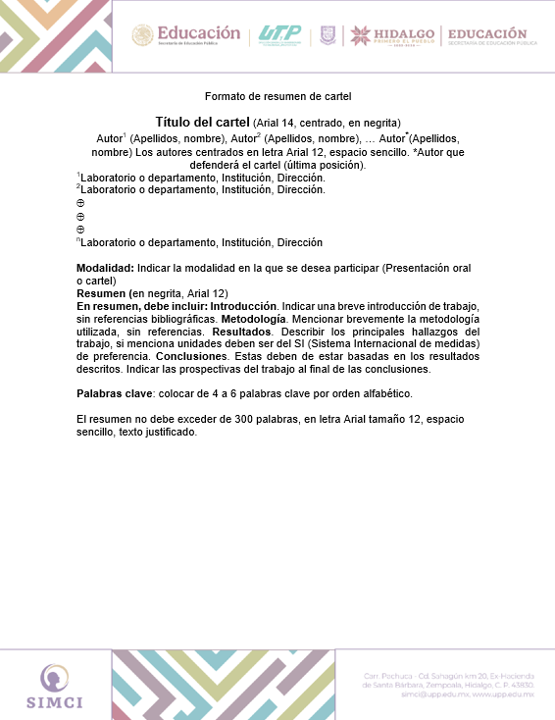 Educación
Secretaría de Educación Pública
UTP
HIDALGO
PRIMERO EL PUEBLO
EDUCACIÓN
SECRETARÍA DE EDUCACIÓN PÚBLICA
Formato de resumen de cartel
Título del cartel (Arial 14, centrado, en negrita)
Autor¹ (Apellidos, nombre), Autor² (Apellidos, nombre), … Autor*(Apellidos,
nombre) Los autores centrados en letra Arial 12, espacio sencillo. *Autor que
defenderá el cartel (última posición).
¹Laboratorio o departamento, Institución, Dirección.
²Laboratorio o departamento, Institución, Dirección.
ⁿLaboratorio o departamento, Institución, Dirección
Modalidad: Indicar la modalidad en la que se desea participar (Presentación oral
o cartel)
Resumen (en negrita, Arial 12)
En resumen, debe incluir: Introducción. Indicar una breve introducción de trabajo,
sin referencias bibliográficas. Metodología. Mencionar brevemente la metodología
utilizada, sin referencias. Resultados. Describir los principales hallazgos del
trabajo, si menciona unidades deben ser del SI (Sistema Internacional de medidas)
de preferencia. Conclusiones. Estas deben de estar basadas en los resultados
descritos. Indicar las prospectivas del trabajo al final de las conclusiones.
Palabras clave: colocar de 4 a 6 palabras clave por orden alfabético.
El resumen no debe exceder de 300 palabras, en letra Arial tamaño 12, espacio
sencillo, texto justificado.
SIMCI
Carr. Pachuca - Cd. Sahagún km 20, Ex-Hacienda
de Santa Bárbara, Zempoala, Hidalgo, C. P. 43830.
simci@upp.edu.mx, www.upp.edu.mx